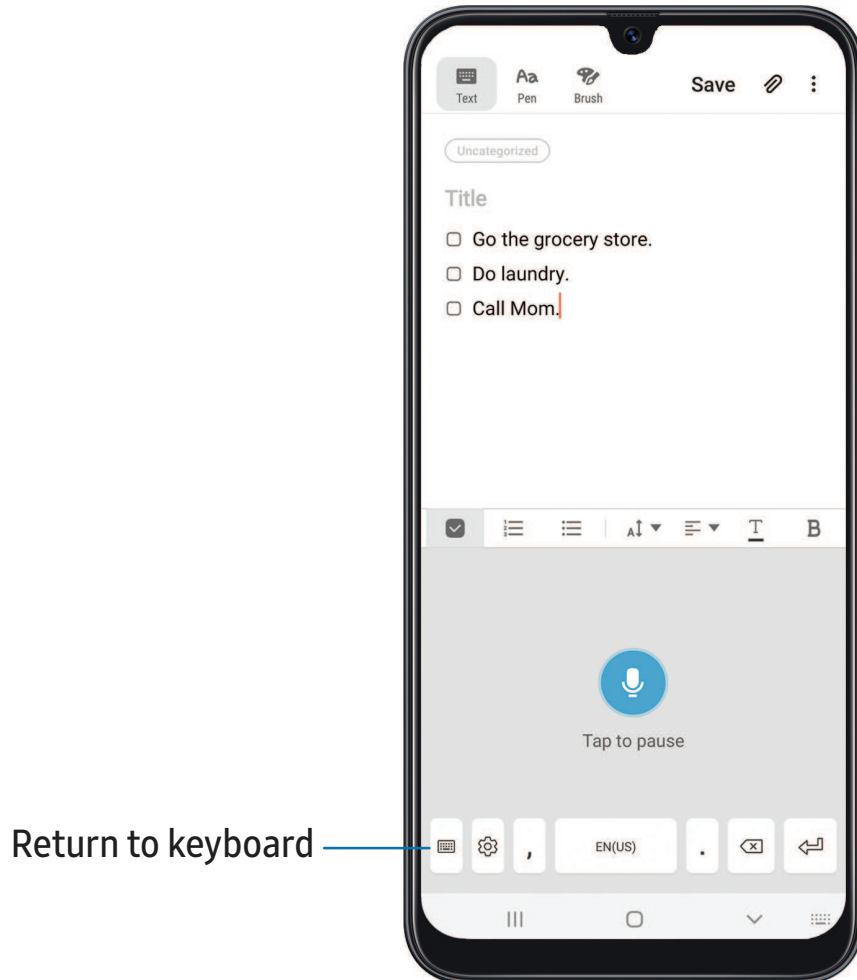 Aa
Text Pen Brush Save
Uncategorized
Title
Go the grocery store.
Do laundry.
Call Mom.
A T B
Tap to pause
Return to keyboard
, EN(US) .